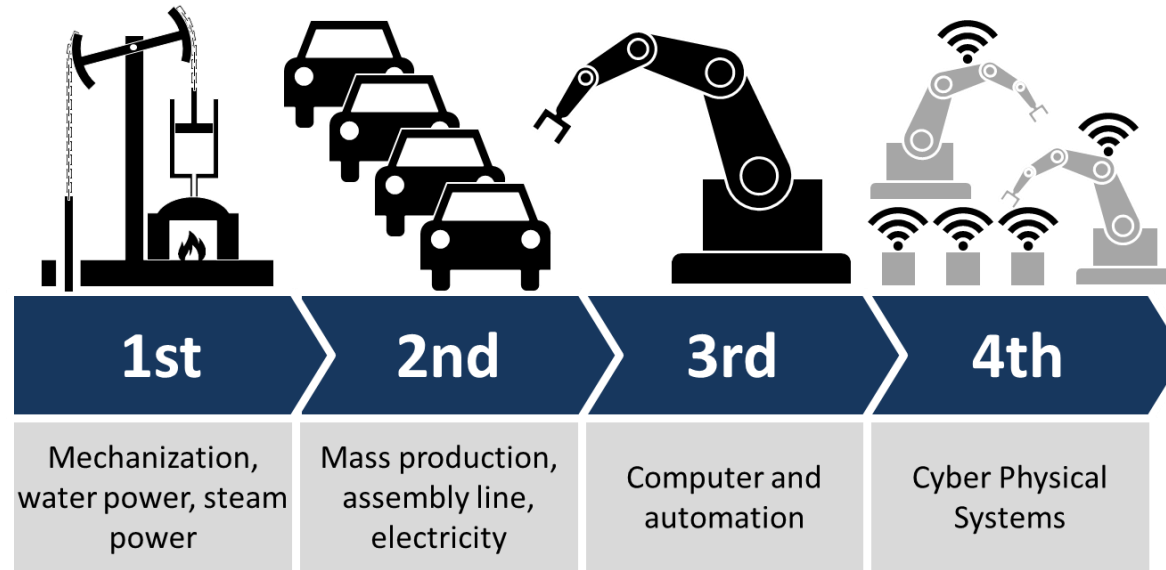 1st
2nd
3rd
4th
Mechanization,
water power, steam
power
Mass production,
assembly line,
electricity
Computer and
automation
Cyber Physical
Systems